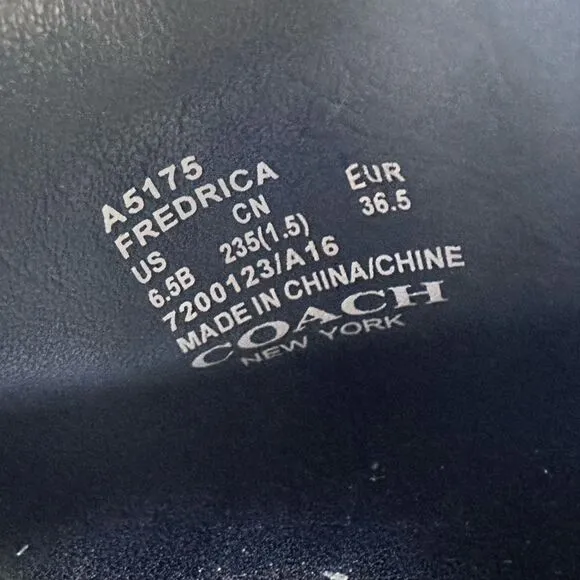 A5175
FREDRICA
US CN EUR
6.5B 235(1.5) 36.5
7200123/A16
MADE IN CHINA/CHINE
COACH
NEW YORK